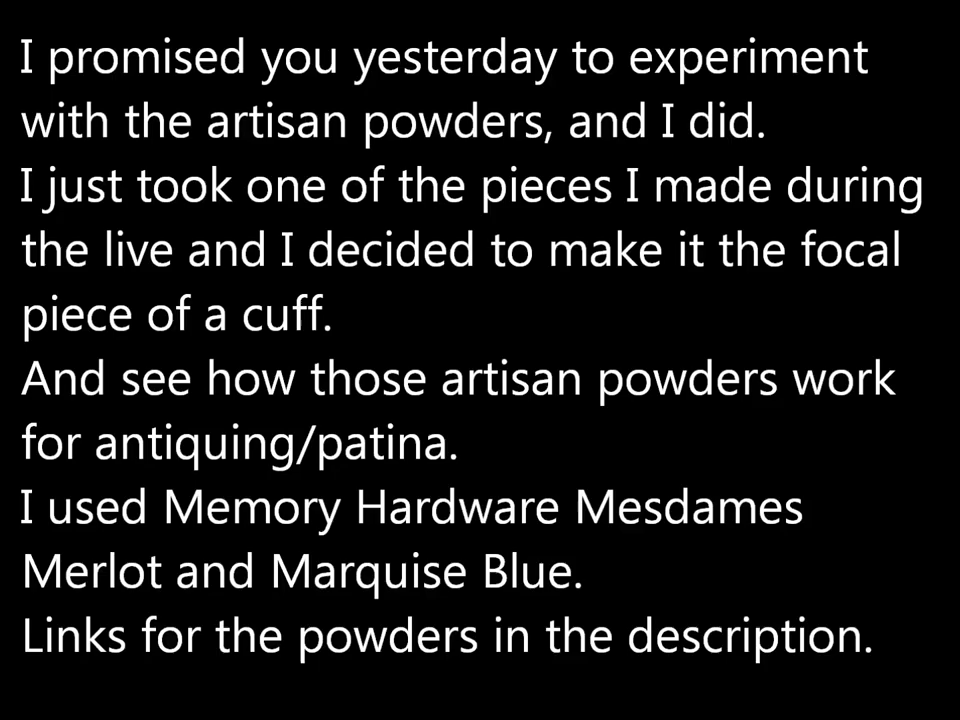 I promised you yesterday to experiment
with the artisan powders, and I did.
I just took one of the pieces I made during
the live and I decided to make it the focal
piece of a cuff.
And see how those artisan powders work
for antiquing/patina.
I used Memory Hardware Mesdames
Merlot and Marquise Blue.
Links for the powders in the description.